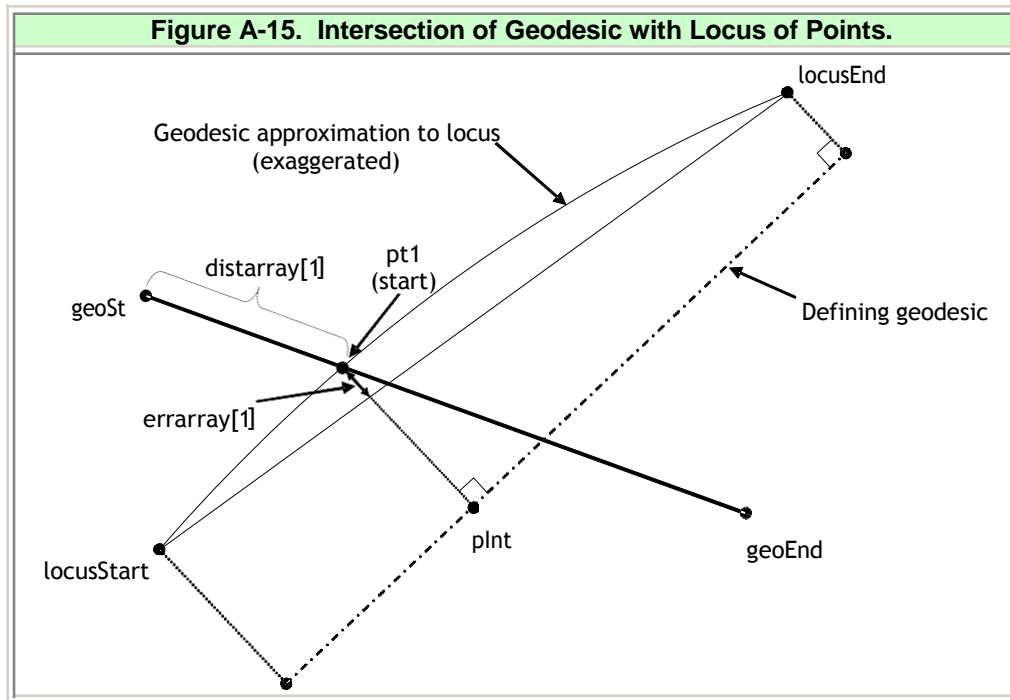 Figure A-15. Intersection of Geodesic with Locus of Points.
locusEnd
Geodesic approximation to locus
(exaggerated)
pt1
(start)
distarray[1]
geoSt
Defining geodesic
errarray[1]
pInt
geoEnd
locusStart